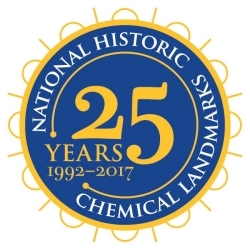 NATIONAL HISTORIC
CHEMICAL LANDMARKS
25
YEARS
1992–2017